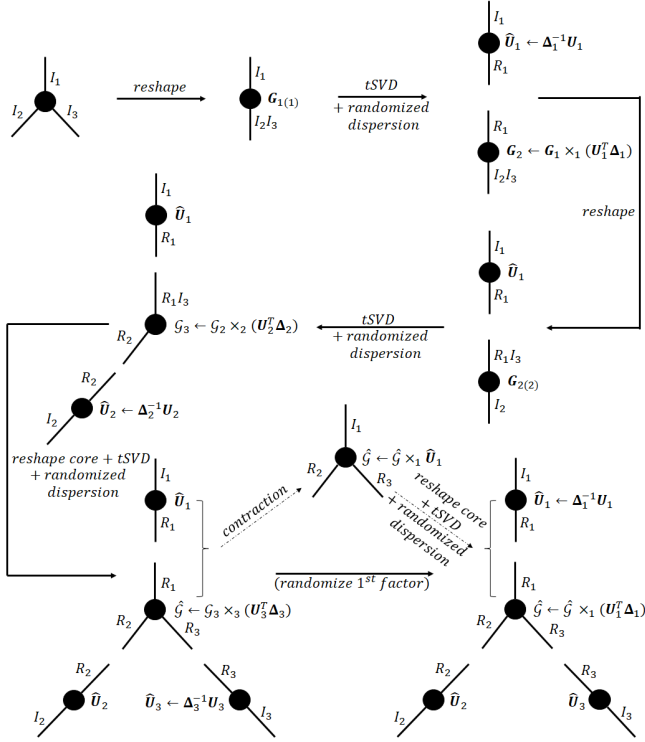 I₁
I₂
I₃
reshape
I₁
G₁₍₁₎
I₂I₃
tSVD
+ randomized
dispersion
I₁
Û₁ ← Δ₁⁻¹U₁
R₁
R₁
G₂ ← G₁ ×₁ (U₁ᵀΔ₁)
I₂I₃
reshape
I₁
Û₁
R₁
R₁I₃
G₂₍₂₎
I₂
tSVD
+ randomized
dispersion
I₁
Û₁
R₁
R₁I₃
𝒢₃ ← 𝒢₂ ×₂ (U₂ᵀΔ₂)
R₂
R₂
I₂
Û₂ ← Δ₂⁻¹U₂
reshape core + tSVD
+ randomized
dispersion
I₁
Û₁
R₁
R₁
𝒢̂ ← 𝒢₃ ×₃ (U₃ᵀΔ₃)
R₂
R₃
R₂
I₂
Û₂
R₃
Û₃ ← Δ₃⁻¹U₃
I₃
contraction
I₁
𝒢̂ ← 𝒢̂ ×₁ Û₁
R₂
R₃
reshape core
+ tSVD
+ randomized
dispersion
(randomize 1ˢᵗ factor)
I₁
Û₁ ← Δ₁⁻¹U₁
R₁
R₁
𝒢̂ ← 𝒢̂ ×₁ (U₁ᵀΔ₁)
R₂
R₃
R₂
I₂
Û₂
R₃
Û₃
I₃